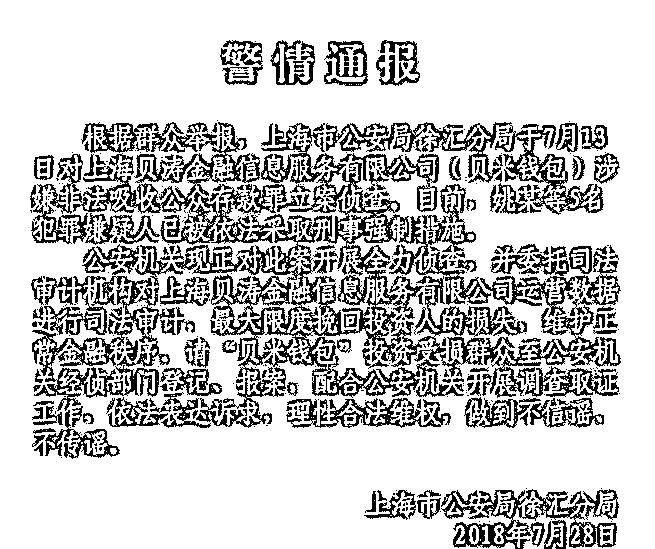 警情通报
根据群众举报，上海市公安局徐汇分局于7月13
日对上海贝涛金融信息服务有限公司（贝米钱包）涉
嫌非法吸收公众存款罪立案侦查。目前，姚某等5名
犯罪嫌疑人已被依法采取刑事强制措施。
公安机关现正对此案开展全力侦查，并委托司法
审计机构对上海贝涛金融信息服务有限公司运营数据
进行司法审计，最大限度挽回投资人的损失，维护正
常金融秩序。请“贝米钱包”投资受损群众至公安机
关经侦部门登记、报案，配合公安机关开展调查取证
工作，依法表达诉求，理性合法维权，做到不信谣、
不传谣。
上海市公安局徐汇分局
2018年7月28日